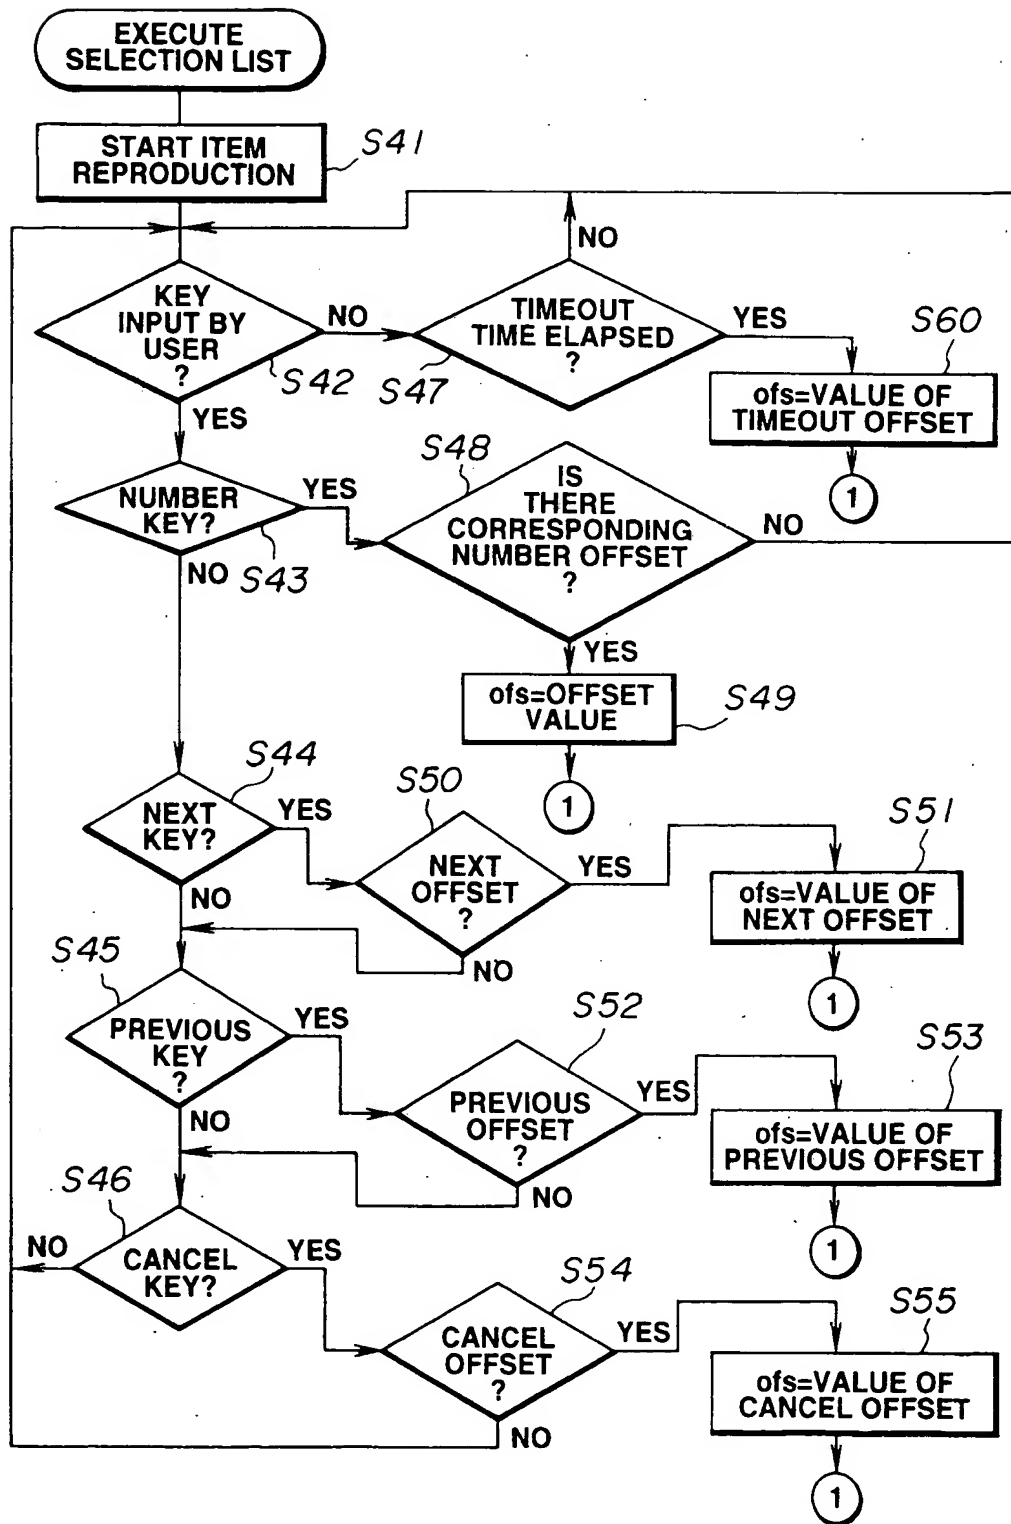 EXECUTE
SELECTION LIST
START ITEM
REPRODUCTION
S41
KEY
INPUT BY
USER
?
S42
NO
YES
TIMEOUT
TIME ELAPSED
?
S47
NO
YES
S60
ofs=VALUE OF
TIMEOUT OFFSET
1
NUMBER
KEY?
S43
YES
NO
S48
IS
THERE
CORRESPONDING
NUMBER OFFSET
?
NO
YES
ofs=OFFSET
VALUE
S49
1
S44
NEXT
KEY?
YES
NO
S50
NEXT
OFFSET
?
YES
NO
S51
ofs=VALUE OF
NEXT OFFSET
1
S45
PREVIOUS
KEY
?
YES
NO
S52
PREVIOUS
OFFSET
?
YES
NO
S53
ofs=VALUE OF
PREVIOUS OFFSET
1
S46
CANCEL
KEY?
NO
YES
S54
CANCEL
OFFSET
?
YES
NO
S55
ofs=VALUE OF
CANCEL OFFSET
1